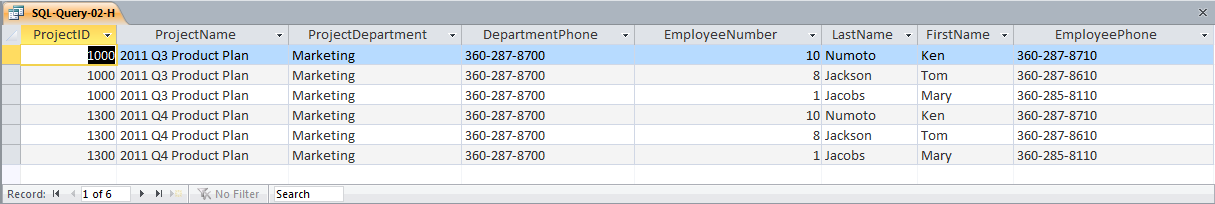 SQL-Query-02-H
ProjectID ProjectName ProjectDepartment DepartmentPhone EmployeeNumber LastName FirstName EmployeePhone
1000 2011 Q3 Product Plan Marketing 360-287-8700 10 Numoto Ken 360-287-8710
1000 2011 Q3 Product Plan Marketing 360-287-8700 8 Jackson Tom 360-287-8610
1000 2011 Q3 Product Plan Marketing 360-287-8700 1 Jacobs Mary 360-285-8110
1300 2011 Q4 Product Plan Marketing 360-287-8700 10 Numoto Ken 360-287-8710
1300 2011 Q4 Product Plan Marketing 360-287-8700 8 Jackson Tom 360-287-8610
1300 2011 Q4 Product Plan Marketing 360-287-8700 1 Jacobs Mary 360-285-8110
Record: 1 of 6 No Filter Search